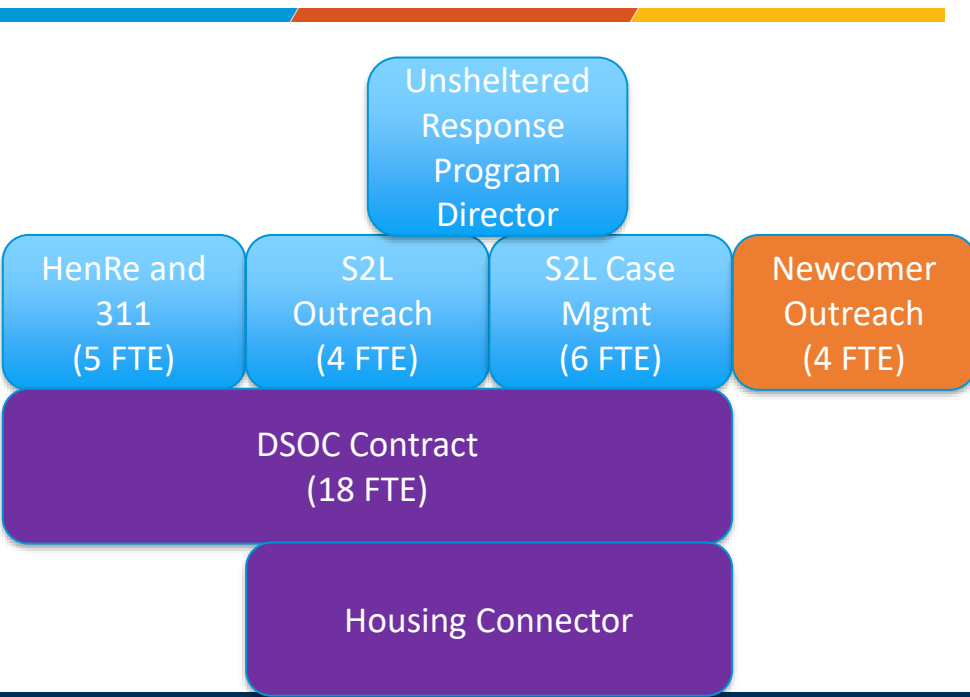 Unsheltered
Response
Program
Director
HenRe and
311
(5 FTE)
S2L
Outreach
(4 FTE)
S2L Case
Mgmt
(6 FTE)
Newcomer
Outreach
(4 FTE)
DSOC Contract
(18 FTE)
Housing Connector